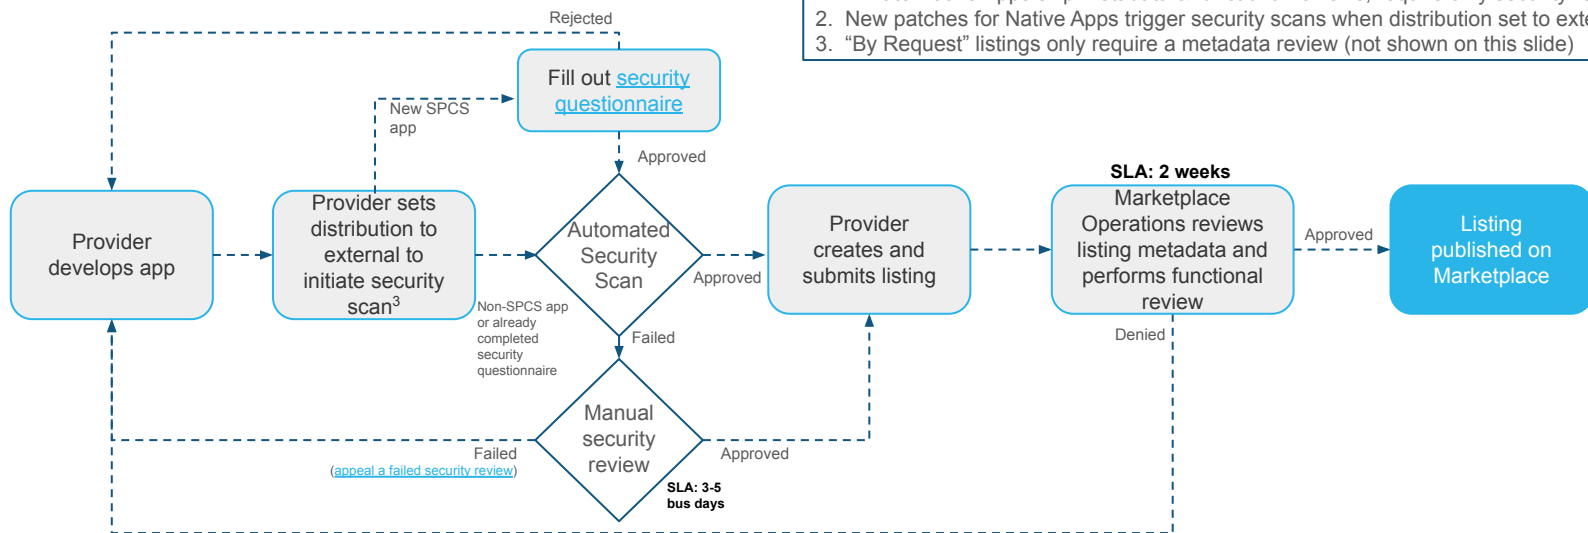 2. New patches for Native Apps trigger security scans when distribution set to
3. “By Request” listings only require a metadata review (not shown on this slide)
Rejected
Fill out security
questionnaire
New SPCS
app
Approved
SLA: 2 weeks
Provider
develops app
Provider sets
distribution to
external to
initiate security
scan3
Automated
Security
Scan
Approved
Provider
creates and
submits listing
Marketplace
Operations reviews
listing metadata and
performs functional
review
Approved
Listing
published on
Marketplace
Non-SPCS app
or already
completed
security
questionnaire
Failed
Denied
Manual
security
review
Failed
(appeal a failed security review)
Approved
SLA: 3-5
bus days